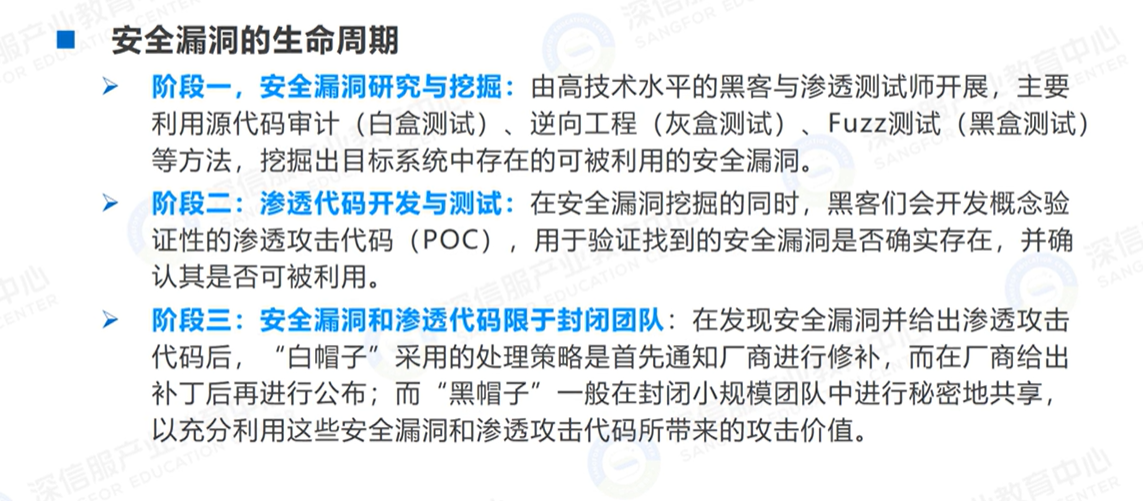 安全漏洞的生命周期
阶段一，安全漏洞研究与挖掘：由高技术水平的黑客与渗透测试师开展，主要
利用源代码审计（白盒测试）、逆向工程（灰盒测试）、Fuzz测试（黑盒测试）
等方法，挖掘出目标系统中存在的可被利用的安全漏洞。
阶段二：渗透代码开发与测试：在安全漏洞挖掘的同时，黑客们会开发概念验
证性的渗透攻击代码（POC），用于验证找到的安全漏洞是否确实存在，并确
认其是否可被利用。
阶段三：安全漏洞和渗透代码限于封闭团队：在发现安全漏洞并给出渗透攻击
代码后，“白帽子”采用的处理策略是首先通知厂商进行修补，而在厂商给出
补丁后再进行公布；而“黑帽子”一般在封闭小规模团队中进行秘密地共享，
以充分利用这些安全漏洞和渗透攻击代码所带来的攻击价值。
深信服产业教育中心
SANGFOR EDUCATION CENTER